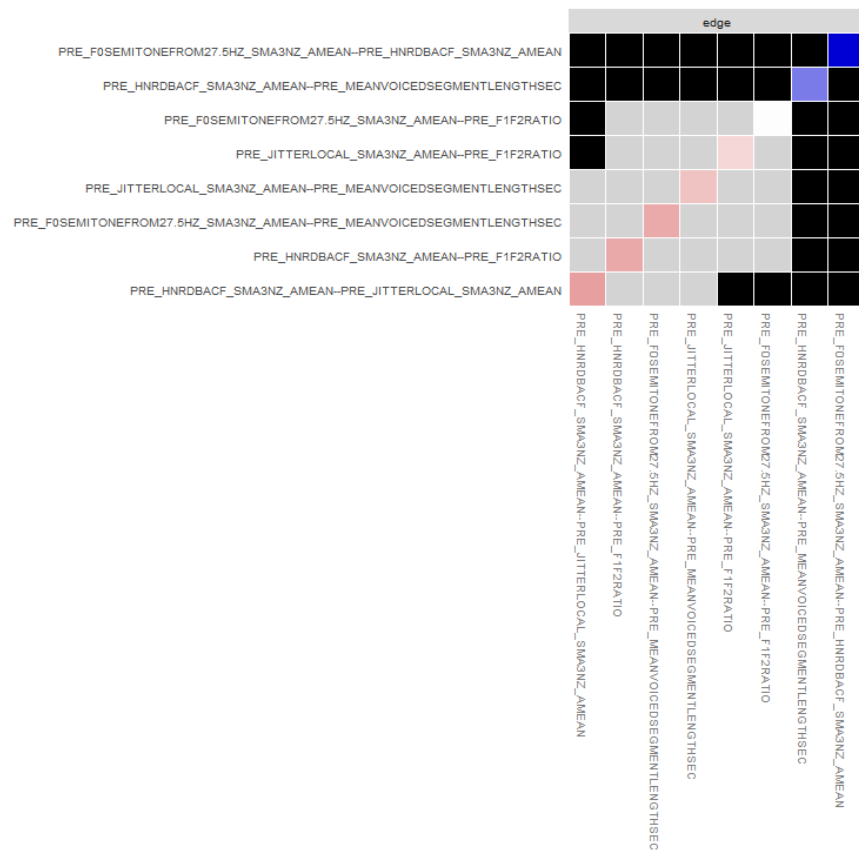 edge
PRE_F0SEMITONEFROM27.5HZ_SMA3NZ_AMEAN--PRE_HNRDBACF_SMA3NZ_AMEAN
PRE_HNRDBACF_SMA3NZ_AMEAN--PRE_MEANVOICEDSEGMENTLENGTHSEC
PRE_F0SEMITONEFROM27.5HZ_SMA3NZ_AMEAN--PRE_F1F2RATIO
PRE_JITTERLOCAL_SMA3NZ_AMEAN--PRE_F1F2RATIO
PRE_JITTERLOCAL_SMA3NZ_AMEAN--PRE_MEANVOICEDSEGMENTLENGTHSEC
PRE_F0SEMITONEFROM27.5HZ_SMA3NZ_AMEAN--PRE_MEANVOICEDSEGMENTLENGTHSEC
PRE_HNRDBACF_SMA3NZ_AMEAN--PRE_F1F2RATIO
PRE_HNRDBACF_SMA3NZ_AMEAN--PRE_JITTERLOCAL_SMA3NZ_AMEAN
PRE_HNRDBACF_SMA3NZ_AMEAN--PRE_JITTERLOCAL_SMA3NZ_AMEAN
PRE_HNRDBACF_SMA3NZ_AMEAN--PRE_F1F2RATIO
PRE_F0SEMITONEFROM27.5HZ_SMA3NZ_AMEAN--PRE_MEANVOICEDSEGMENTLENGTHSEC
PRE_JITTERLOCAL_SMA3NZ_AMEAN--PRE_MEANVOICEDSEGMENTLENGTHSEC
PRE_JITTERLOCAL_SMA3NZ_AMEAN--PRE_F1F2RATIO
PRE_F0SEMITONEFROM27.5HZ_SMA3NZ_AMEAN--PRE_F1F2RATIO
PRE_HNRDBACF_SMA3NZ_AMEAN--PRE_MEANVOICEDSEGMENTLENGTHSEC
PRE_F0SEMITONEFROM27.5HZ_SMA3NZ_AMEAN--PRE_HNRDBACF_SMA3NZ_AMEAN